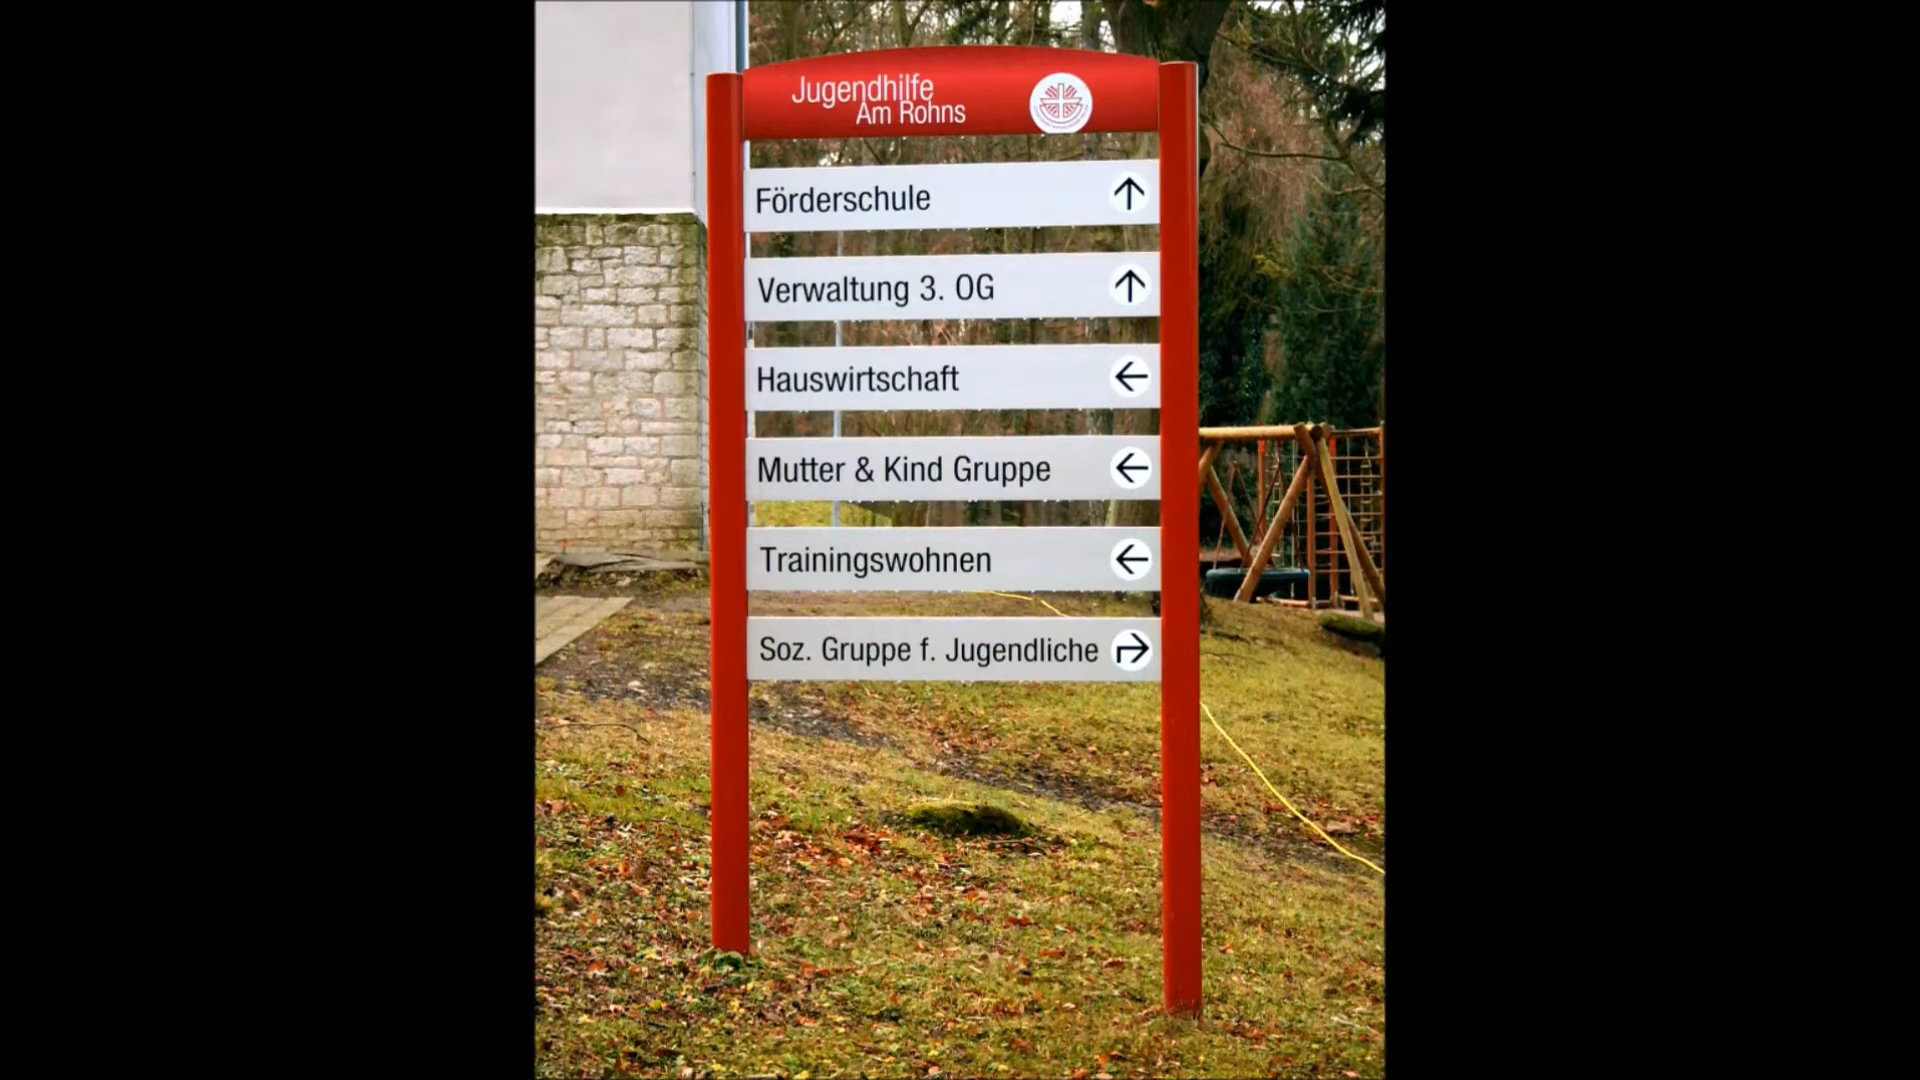 Jugendhilfe
Am Rohns
Förderschule
Verwaltung 3. OG
Hauswirtschaft
Mutter & Kind Gruppe
Trainingswohnen
Soz. Gruppe f. Jugendliche